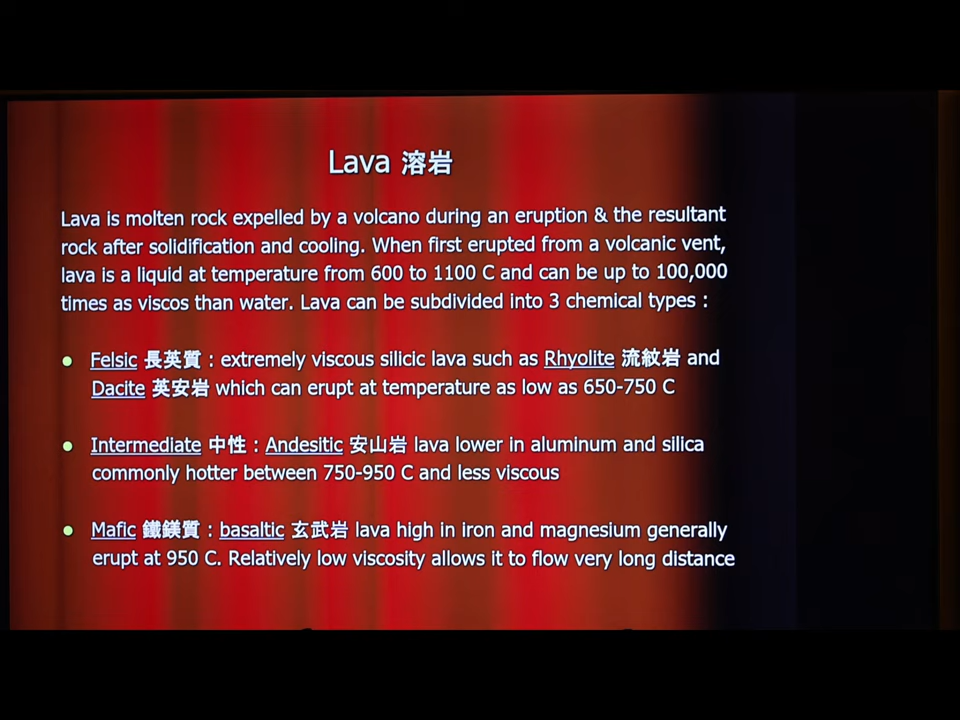 Lava 溶岩
Lava is molten rock expelled by a volcano during an eruption & the resultant
rock after solidification and cooling. When first erupted from a volcanic vent,
lava is a liquid at temperature from 600 to 1100 C and can be up to 100,000
times as viscos than water. Lava can be subdivided into 3 chemical types :
• Felsic 長英質 : extremely viscous silicic lava such as Rhyolite 流紋岩 and
Dacite 英安岩 which can erupt at temperature as low as 650-750 C
• Intermediate 中性 : Andesitic 安山岩 lava lower in aluminum and silica
commonly hotter between 750-950 C and less viscous
• Mafic 鐵鎂質 : basaltic 玄武岩 lava high in iron and magnesium generally
erupt at 950 C. Relatively low viscosity allows it to flow very long distance